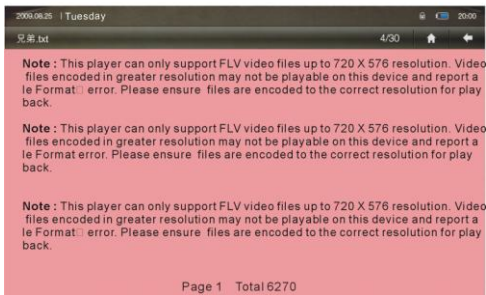 2009.08.25 | Tuesday 20:00
兄弟.txt 4/30
Note : This player can only support FLV video files up to 720 X 576 resolution. Video
files encoded in greater resolution may not be playable on this device and report a
le Format□ error. Please ensure files are encoded to the correct resolution for play
back.
Note : This player can only support FLV video files up to 720 X 576 resolution. Video
files encoded in greater resolution may not be playable on this device and report a
le Format error. Please ensure files are encoded to the correct resolution for play
back.
Note : This player can only support FLV video files up to 720 X 576 resolution. Video
files encoded in greater resolution may not be playable on this device and report a
le Format□ error. Please ensure files are encoded to the correct resolution for play
back.
Page 1 Total 6270